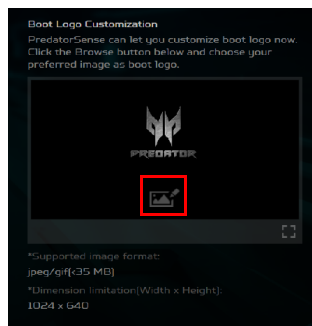 Boot Logo Customization
PredatorSense can let you customize boot logo now.
Click the Browse button below and choose your
preferred image as boot logo.
PREDATOR
*Supported image format:
jpeg/gif(<35 MB)
*Dimension limitation(Width x Height):
1024 x 640